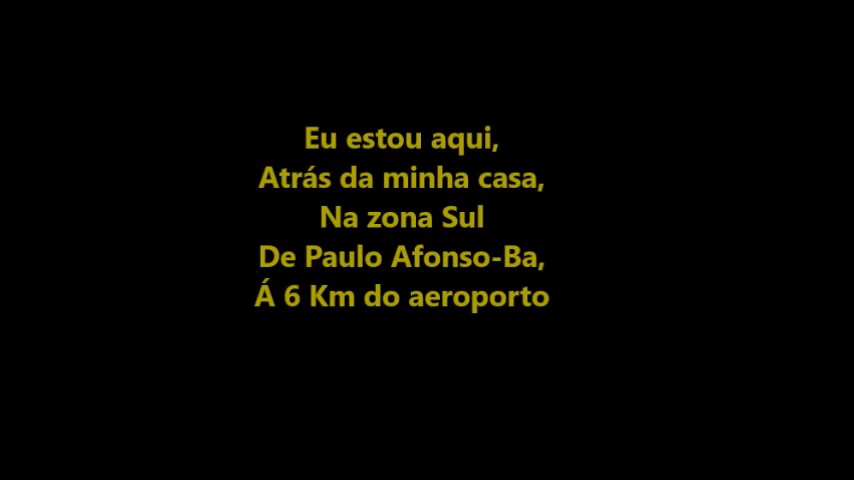 Eu estou aqui,
Atrás da minha casa,
Na zona Sul
De Paulo Afonso-Ba,
Á 6 Km do aeroporto